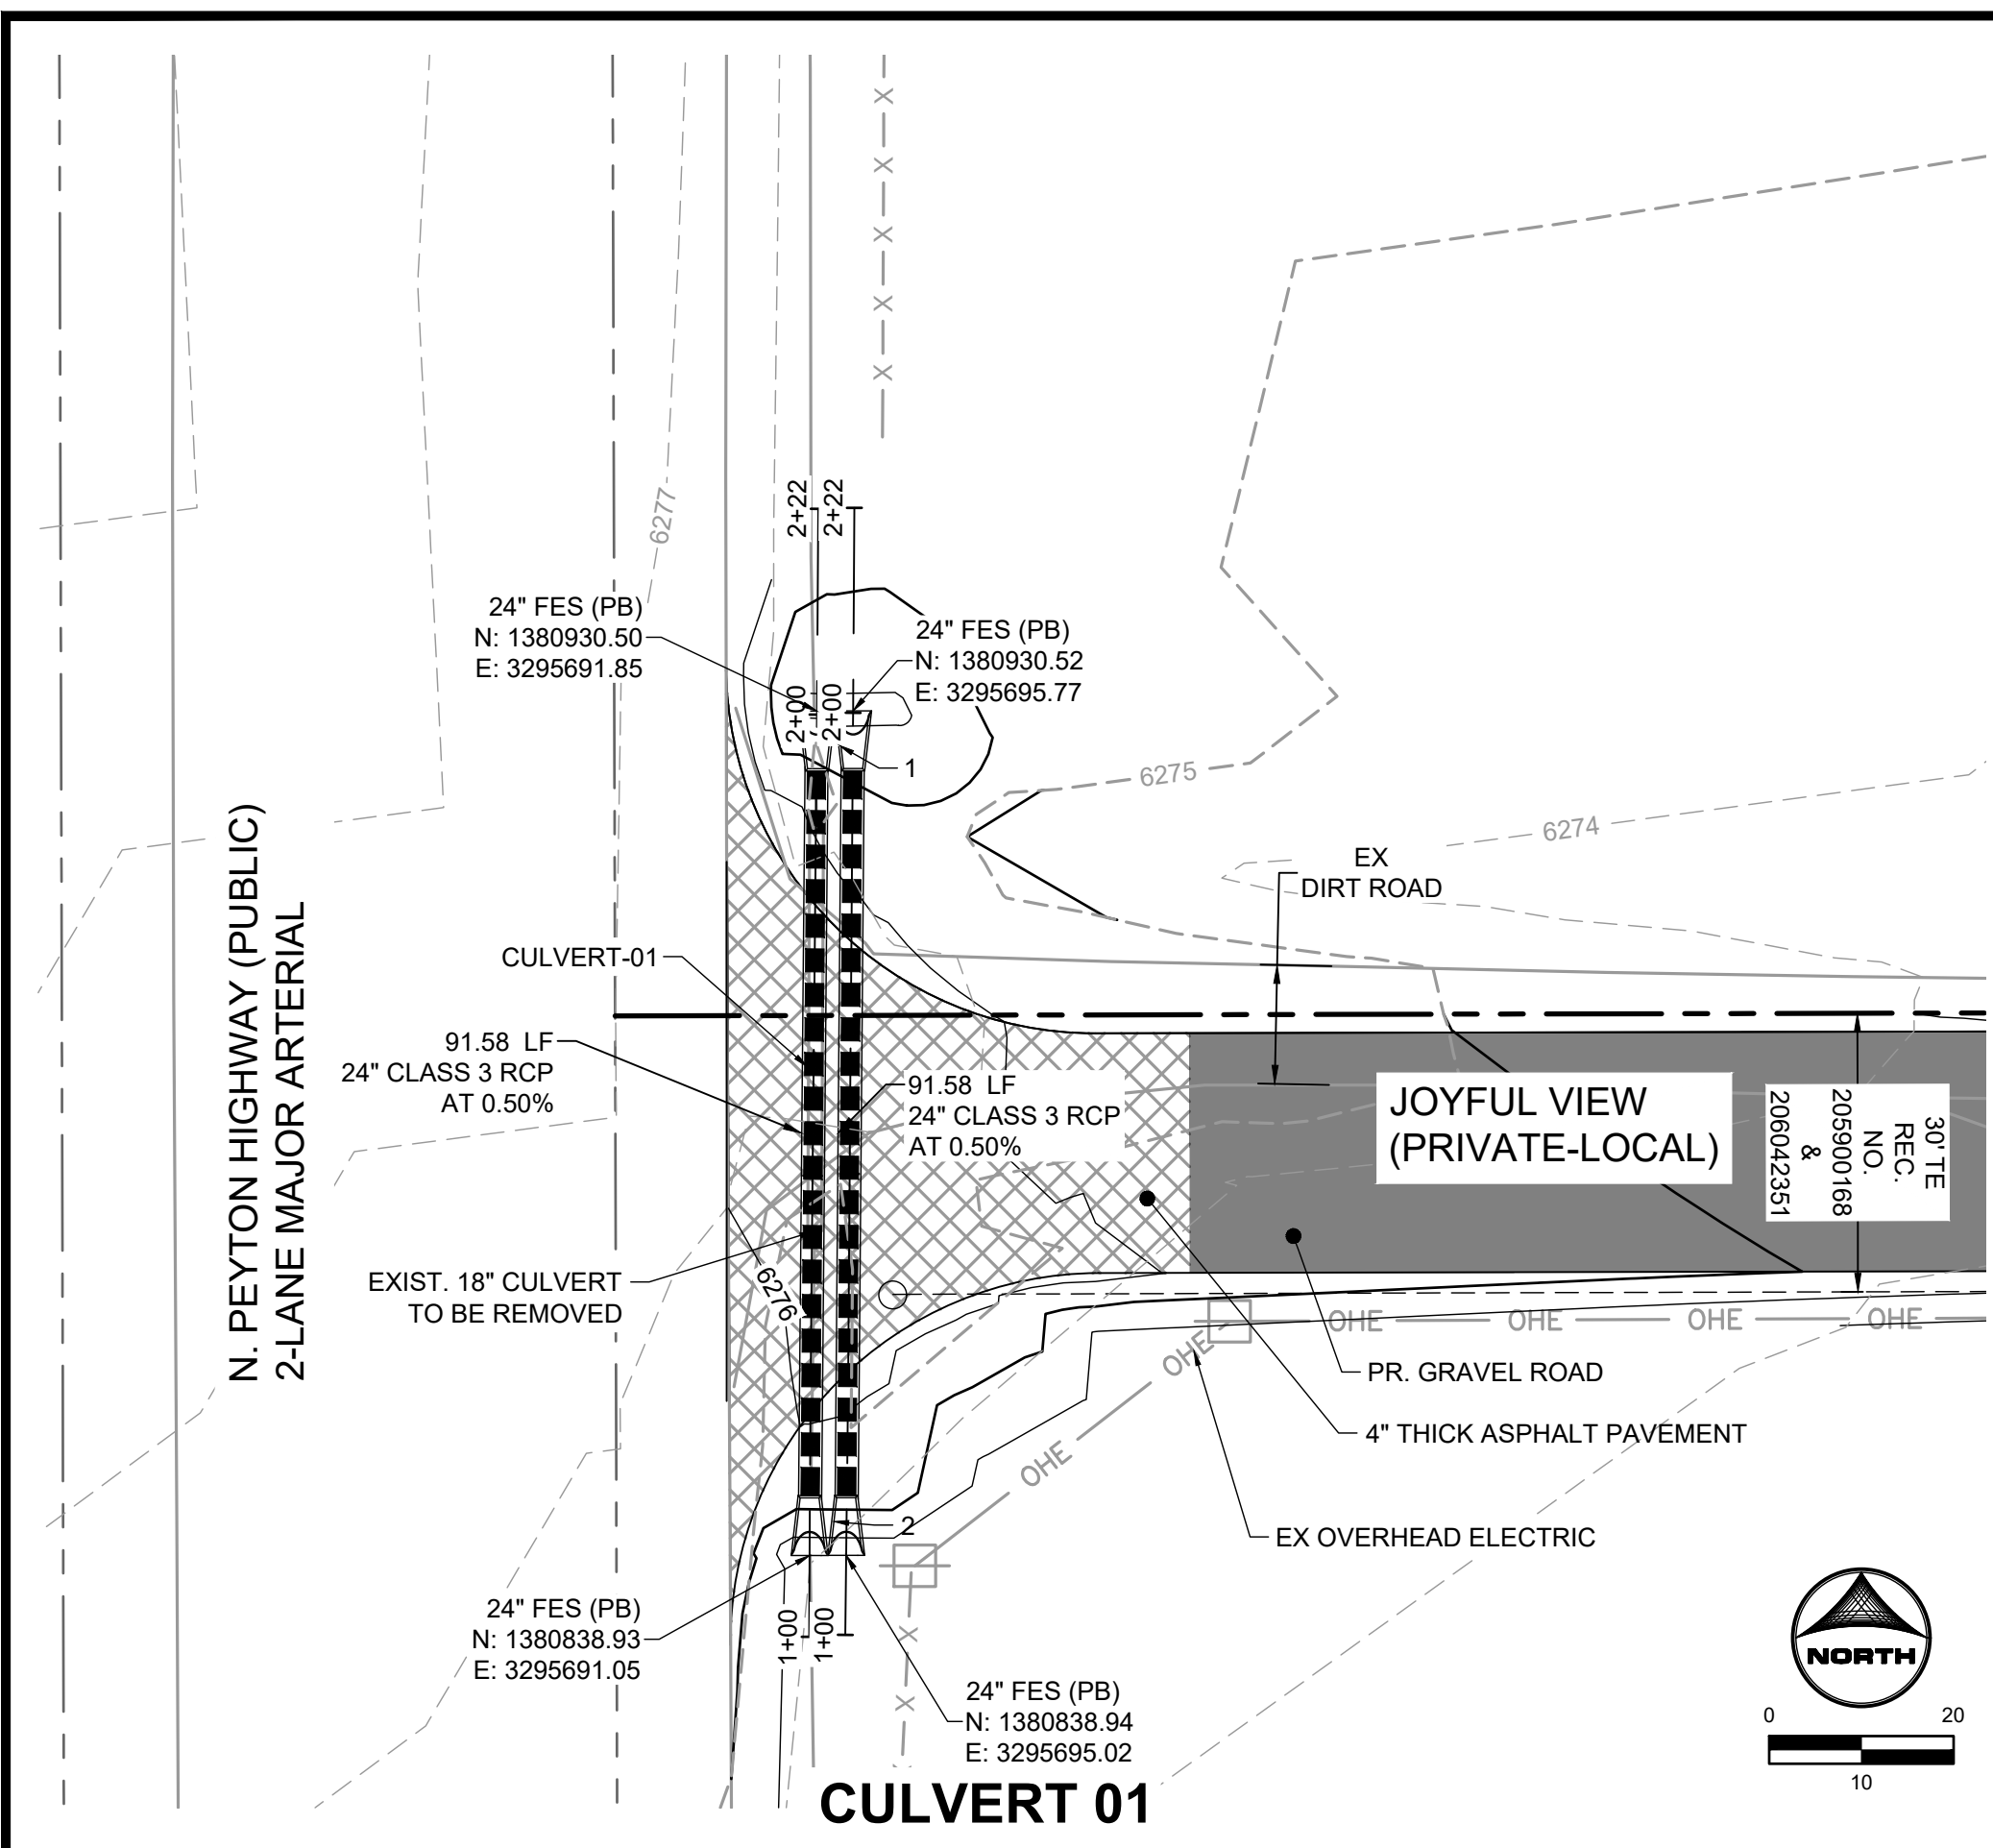 X
X
X
X
X
2+22
2+22
6277
24" FES (PB)
N: 1380930.50
E: 3295691.85
24" FES (PB)
N: 1380930.52
E: 3295695.77
2+00
2+00
1
6275
6274
EX
DIRT ROAD
N. PEYTON HIGHWAY (PUBLIC)
2-LANE MAJOR ARTERIAL
CULVERT-01
91.58 LF
24" CLASS 3 RCP
AT 0.50%
91.58 LF
24" CLASS 3 RCP
AT 0.50%
JOYFUL VIEW
(PRIVATE-LOCAL)
30' TE
REC.
NO.
205900168
&
206042351
EXIST. 18" CULVERT
TO BE REMOVED
6276
OHE
OHE
OHE
OHE
OHE
OHE
PR. GRAVEL ROAD
4" THICK ASPHALT PAVEMENT
EX OVERHEAD ELECTRIC
2
24" FES (PB)
N: 1380838.93
E: 3295691.05
1+00
1+00
X
X
24" FES (PB)
N: 1380838.94
E: 3295695.02
NORTH
0
20
10
CULVERT 01